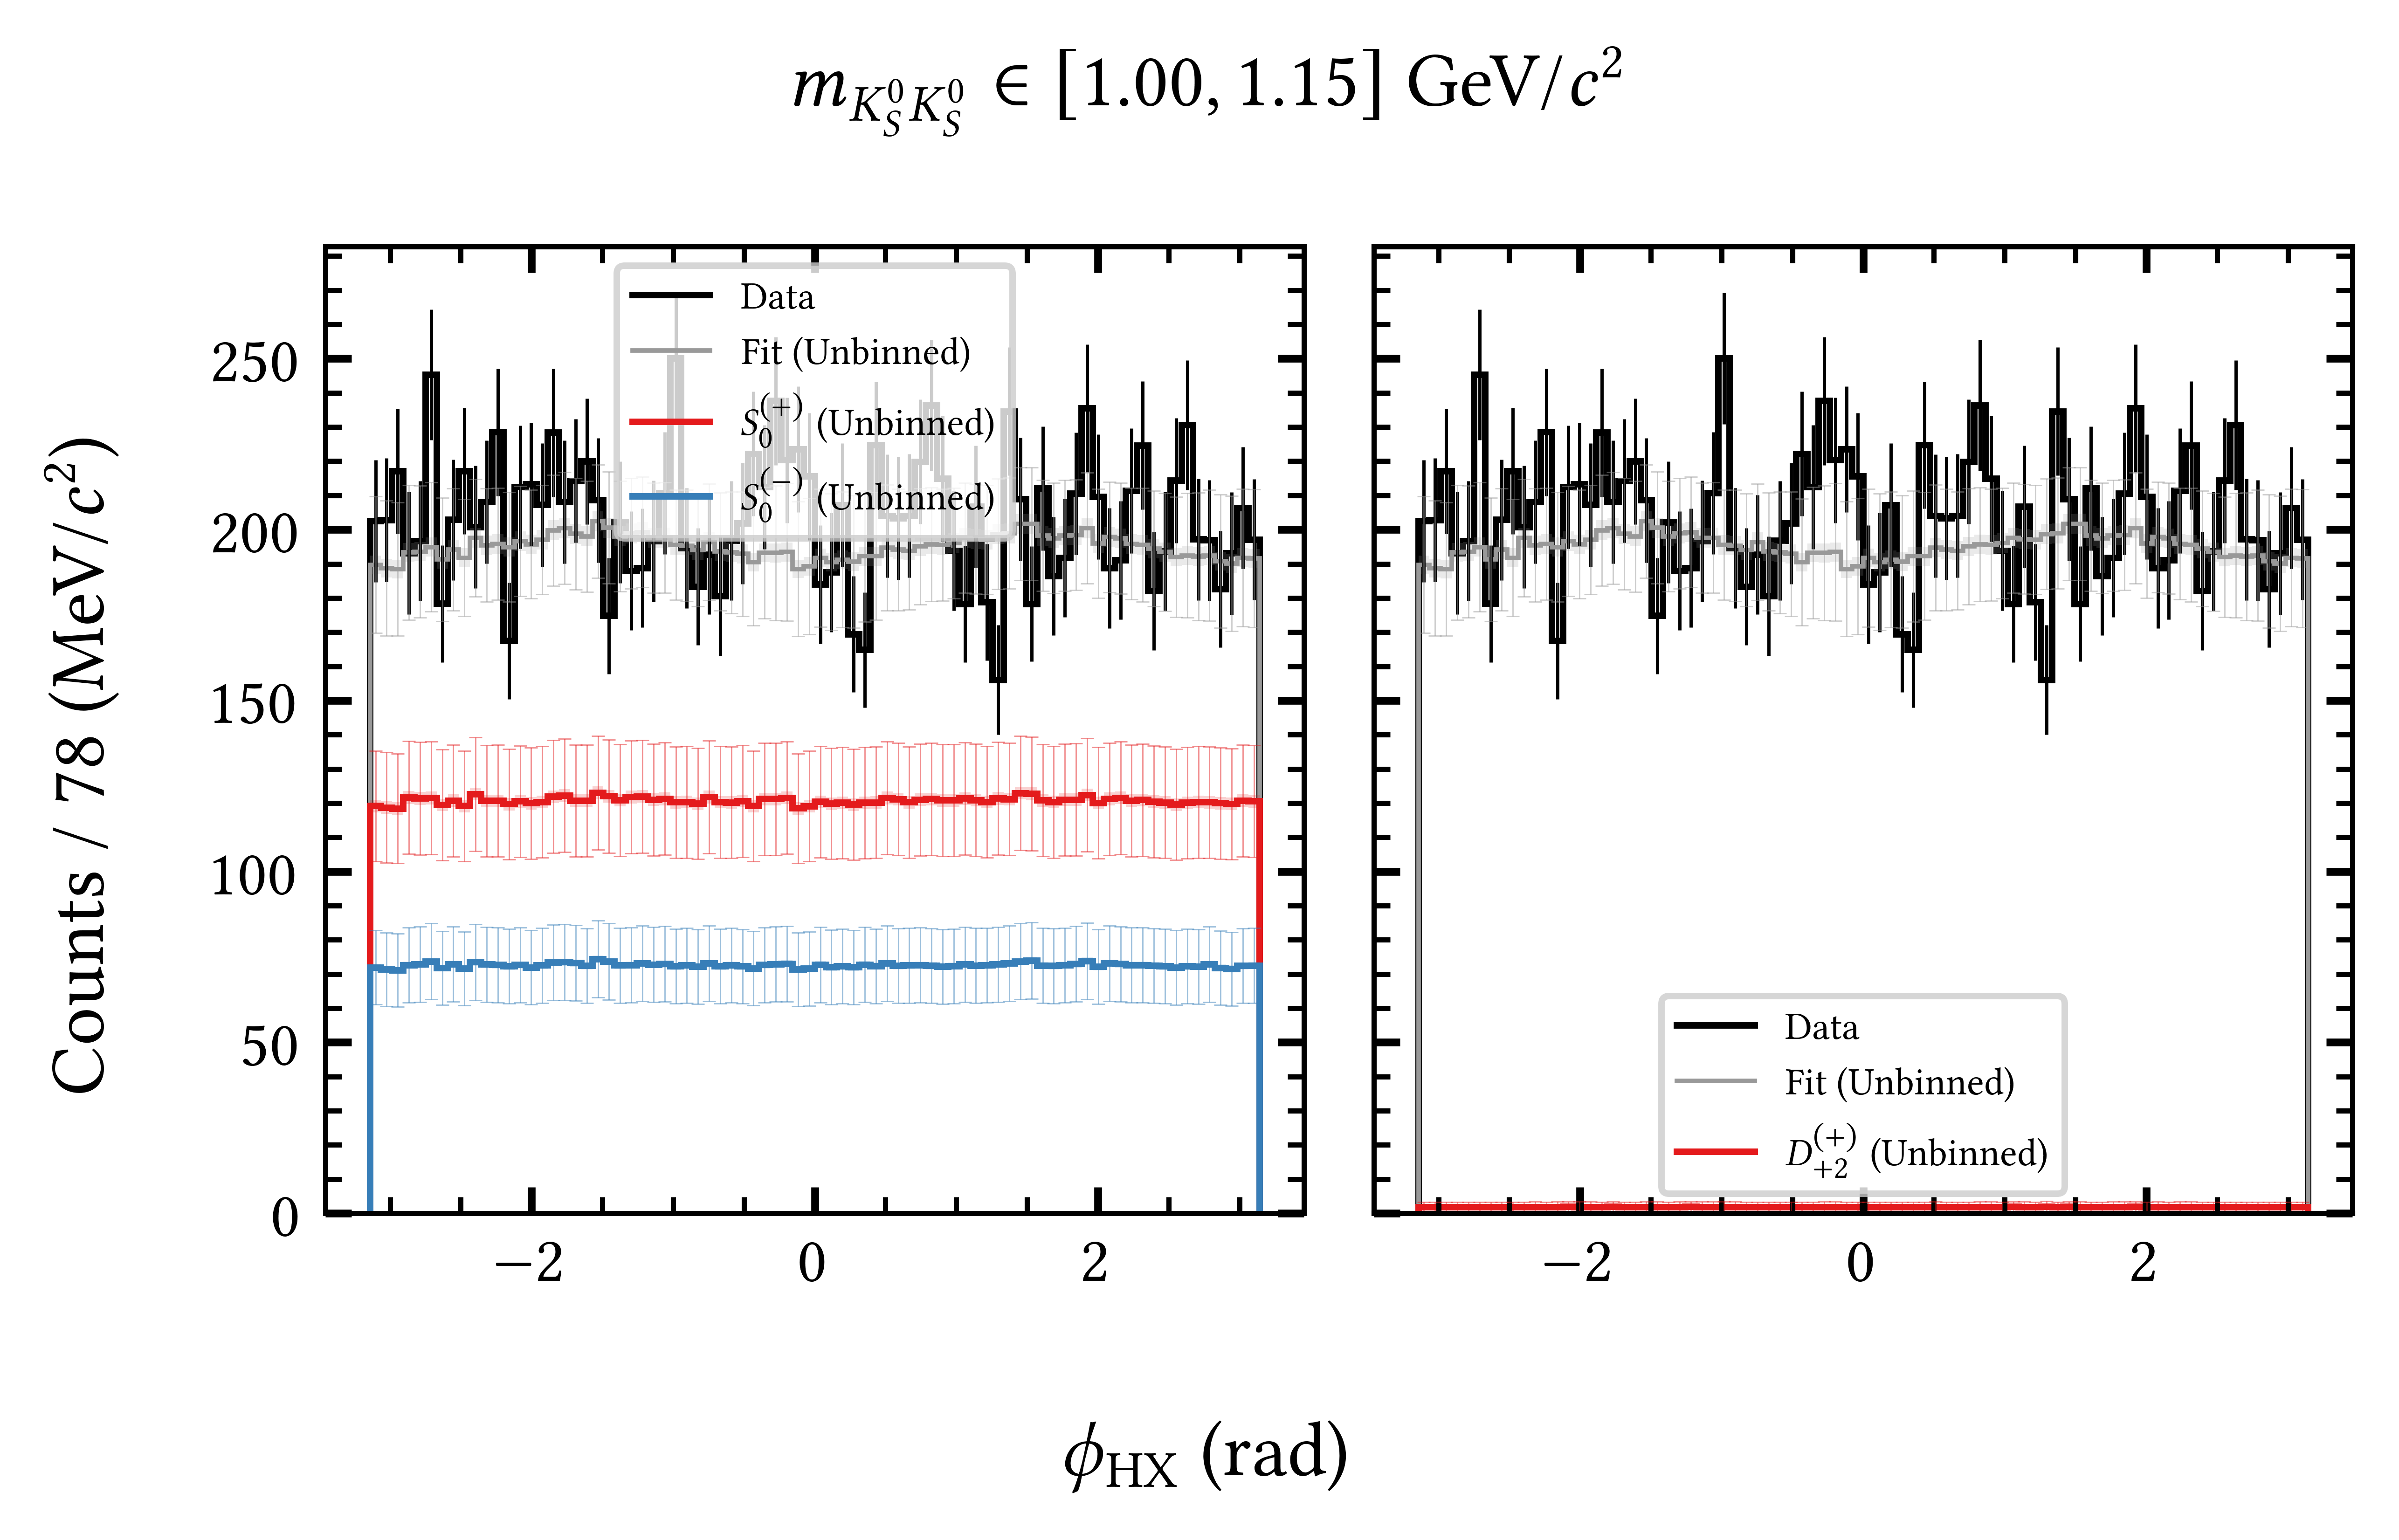 m_{K_S^0 K_S^0} ∈ [1.00, 1.15] GeV/c²
Counts / 78 (MeV/c²)
250
200
150
100
50
0
Data
Fit (Unbinned)
S_0^{(+)} (Unbinned)
S_0^{(−)} (Unbinned)
−2
0
2
Data
Fit (Unbinned)
D_{+2}^{(+)} (Unbinned)
−2
0
2
ϕ_{HX} (rad)